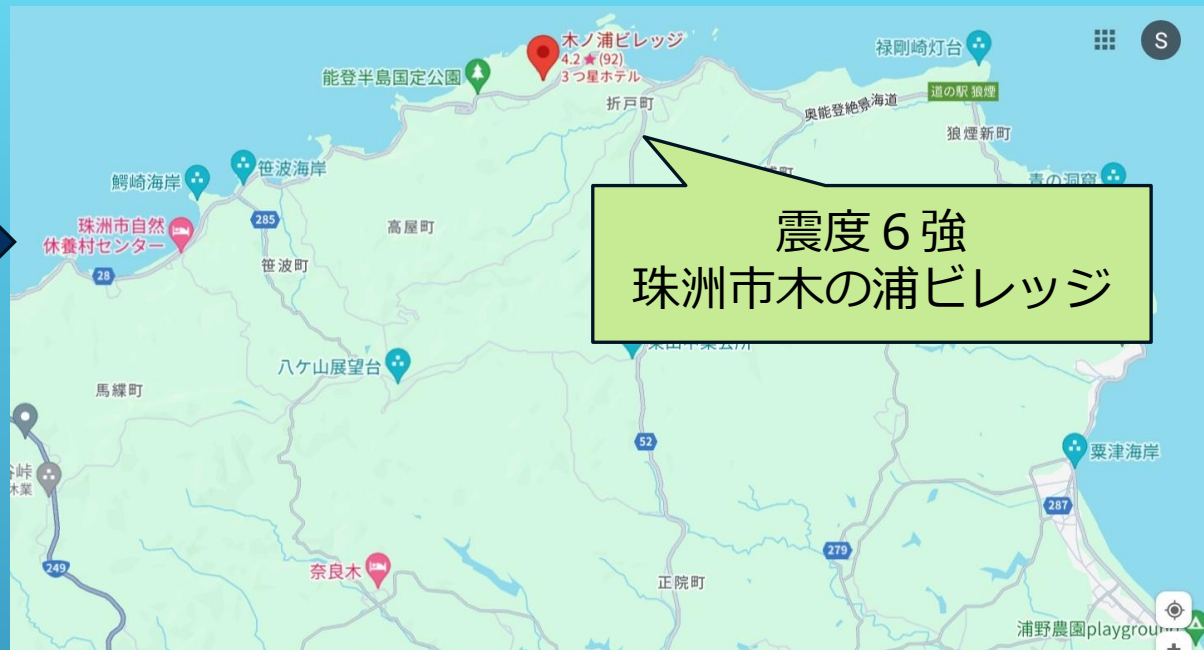 木ノ浦ビレッジ
4.2★(92)
3つ星ホテル
禄剛崎灯台
S
能登半島国定公園
折戸町
奥能登絶景海道
道の駅 狼煙
狼煙新町
鰐崎海岸
笹波海岸
青の洞窟
珠洲市自然
休養村センター
285
高屋町
震度6強
珠洲市木の浦ビレッジ
28
笹波町
八ケ山展望台
馬緤町
52
粟津海岸
峠
休業
287
249
奈良木
279
正院町
浦野農園playground